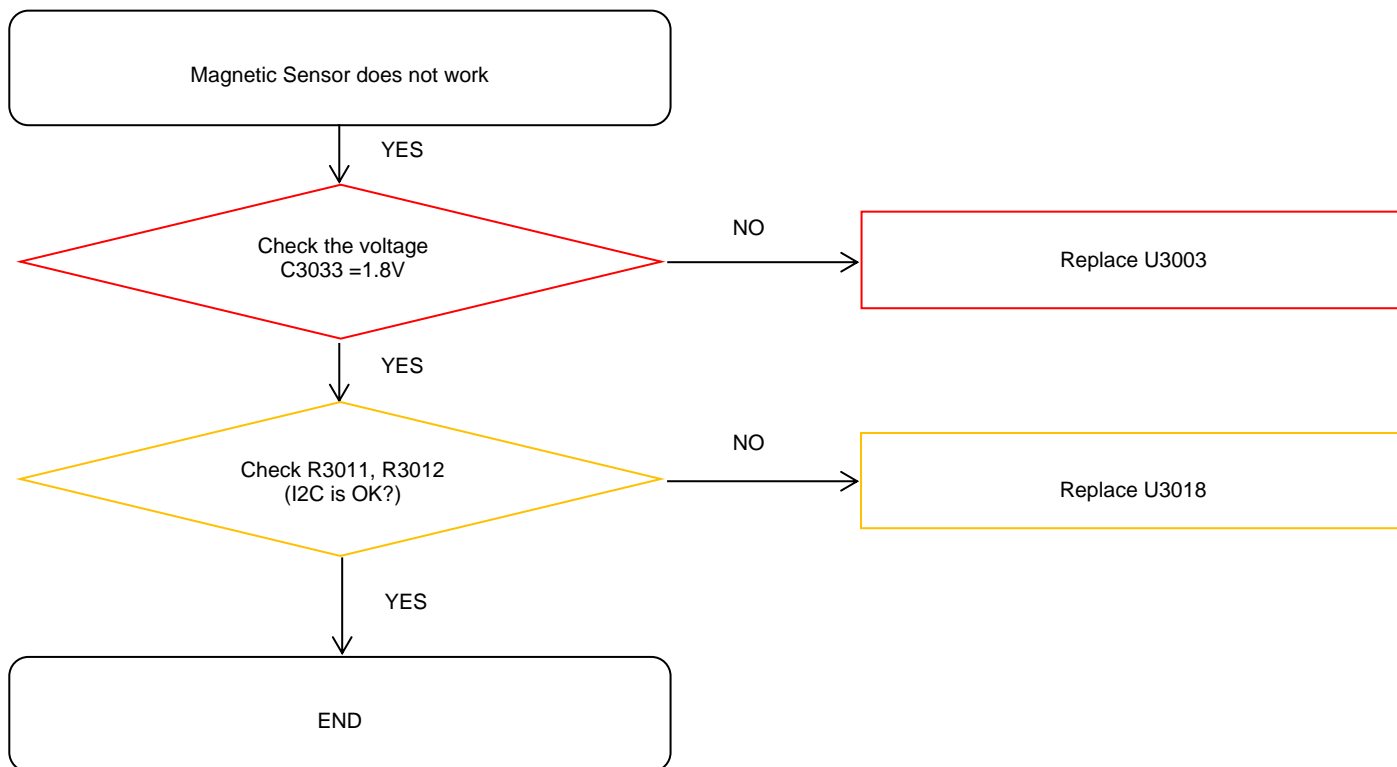 Magnetic Sensor does not work
YES
Check the voltage
C3033 =1.8V
NO
Replace U3003
YES
Check R3011, R3012
(I2C is OK?)
NO
Replace U3018
YES
END